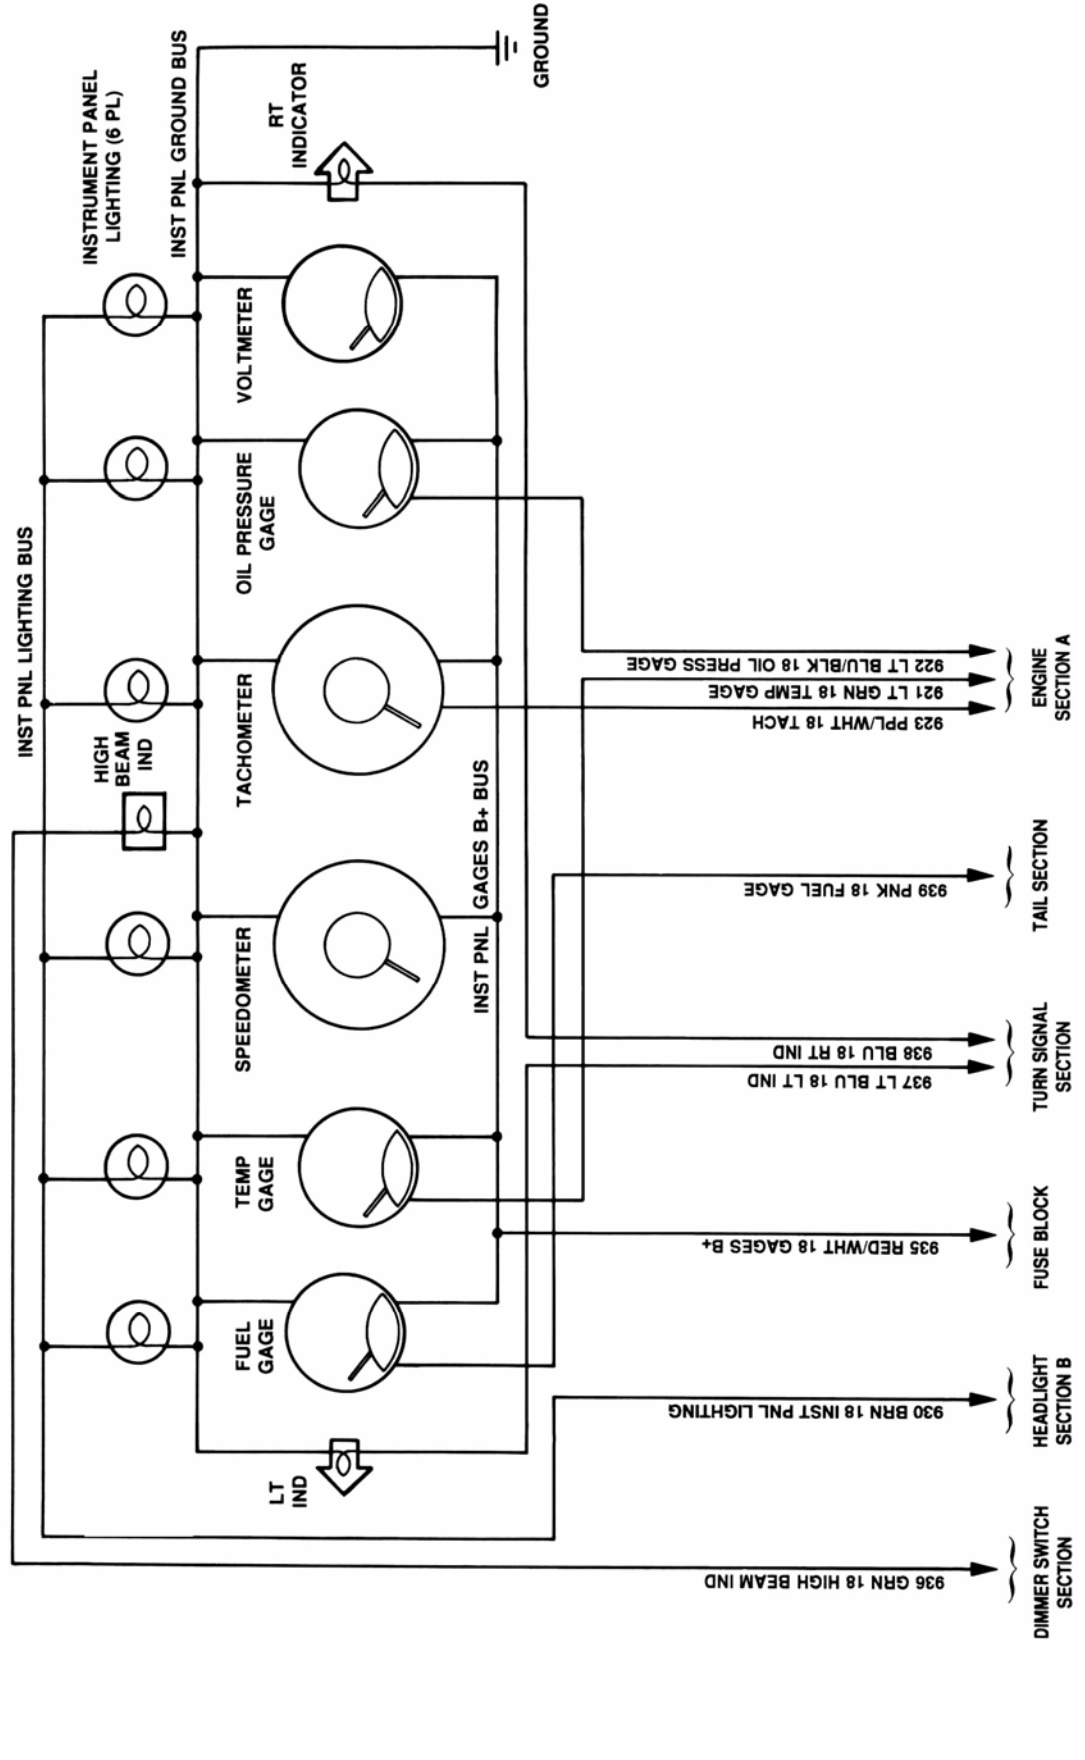 INST PNL LIGHTING BUS
INSTRUMENT PANEL
LIGHTING (6 PL)
HIGH
BEAM
IND
INST PNL GROUND BUS
LT
IND
FUEL
GAGE
TEMP
GAGE
SPEEDOMETER
TACHOMETER
OIL PRESSURE
GAGE
VOLTMETER
RT
INDICATOR
INST PNL GAGES B+ BUS
GROUND
936 GRN 18 HIGH BEAM IND
930 BRN 18 INST PNL LIGHTING
935 RED/WHT 18 GAGES B+
937 LT BLU 18 LT IND
938 BLU 18 RT IND
939 PNK 18 FUEL GAGE
923 PPL/WHT 18 TACH
921 LT GRN 18 TEMP GAGE
922 LT BLU/BLK 18 OIL PRESS GAGE
DIMMER SWITCH
SECTION
HEADLIGHT
SECTION B
FUSE BLOCK
TURN SIGNAL
SECTION
TAIL SECTION
ENGINE
SECTION A